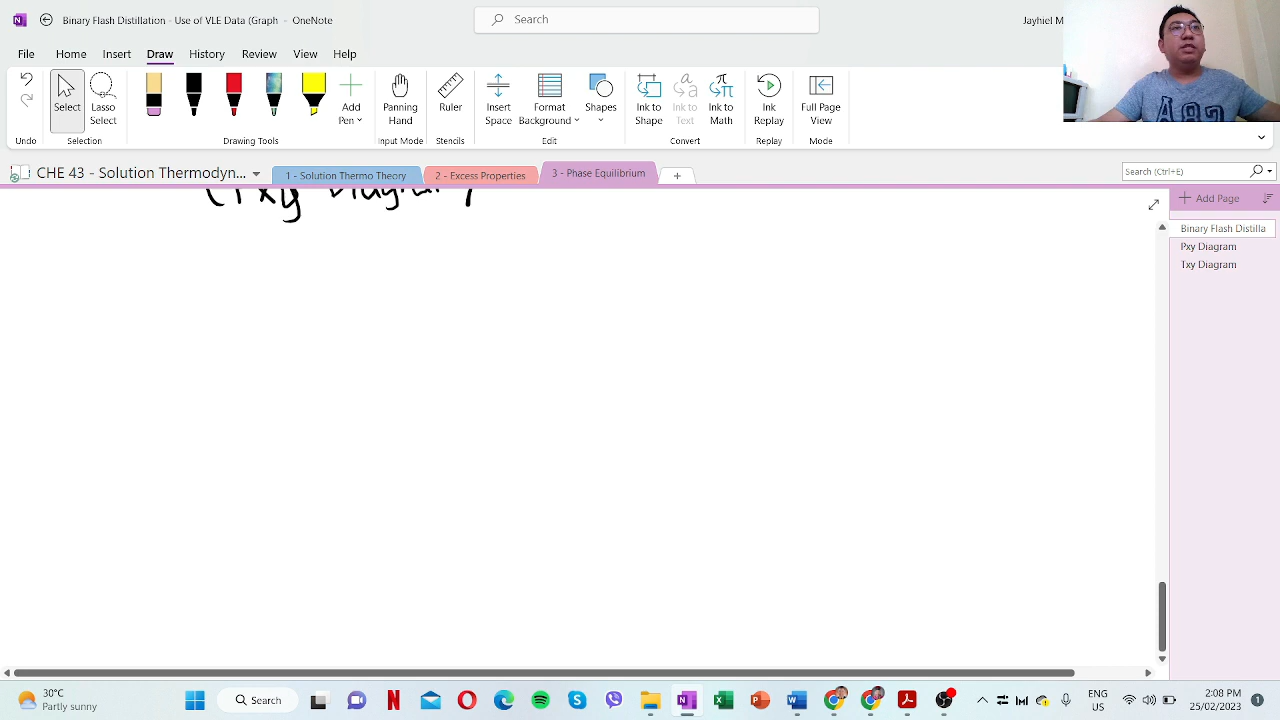 Binary Flash Distillation - Use of VLE Data (Graph - OneNote
Search
Jayhiel M
File Home Insert Draw History Review View Help
Undo
Select
Lasso Select
Selection
Drawing Tools
Add Pen
Panning Hand
Input Mode
Ruler
Stencils
Insert Space
Format Background
Shapes
Edit
Ink to Shape
Ink to Text
Ink to Math
Convert
Ink Replay
Replay
Full Page View
Mode
CHE 43 - Solution Thermodyn...
1 - Solution Thermo Theory
2 - Excess Properties
3 - Phase Equilibrium
Search (Ctrl+E)
(Txy Diagram)
Add Page
Binary Flash Distilla
Pxy Diagram
Txy Diagram
A87
30°C
Partly sunny
Search
ENG
US
2:08 PM
25/02/2023
1